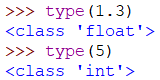 >>> type(1.3)
<class 'float'>
>>> type(5)
<class 'int'>